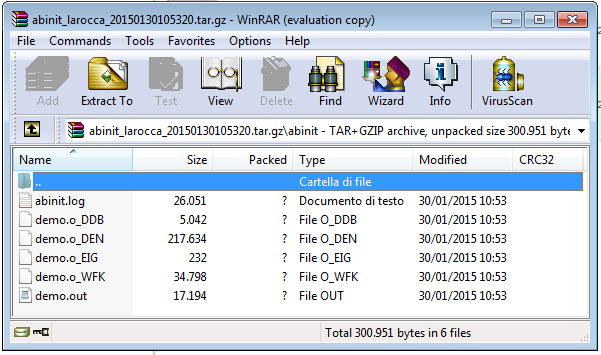 abinit_larocca_20150130105320.tar.gz - WinRAR (evaluation copy)
File Commands Tools Favorites Options Help
Add Extract To Test View Delete Find Wizard Info VirusScan
abinit_larocca_20150130105320.tar.gz\abinit - TAR+GZIP archive, unpacked size 300.951 byte
Name Size Packed Type Modified CRC32
.. Cartella di file
abinit.log 26.051 ? Documento di testo 30/01/2015 10:53
demo.o_DDB 5.042 ? File O_DDB 30/01/2015 10:53
demo.o_DEN 217.634 ? File O_DEN 30/01/2015 10:53
demo.o_EIG 232 ? File O_EIG 30/01/2015 10:53
demo.o_WFK 34.798 ? File O_WFK 30/01/2015 10:53
demo.out 17.194 ? File OUT 30/01/2015 10:53
Total 300.951 bytes in 6 files